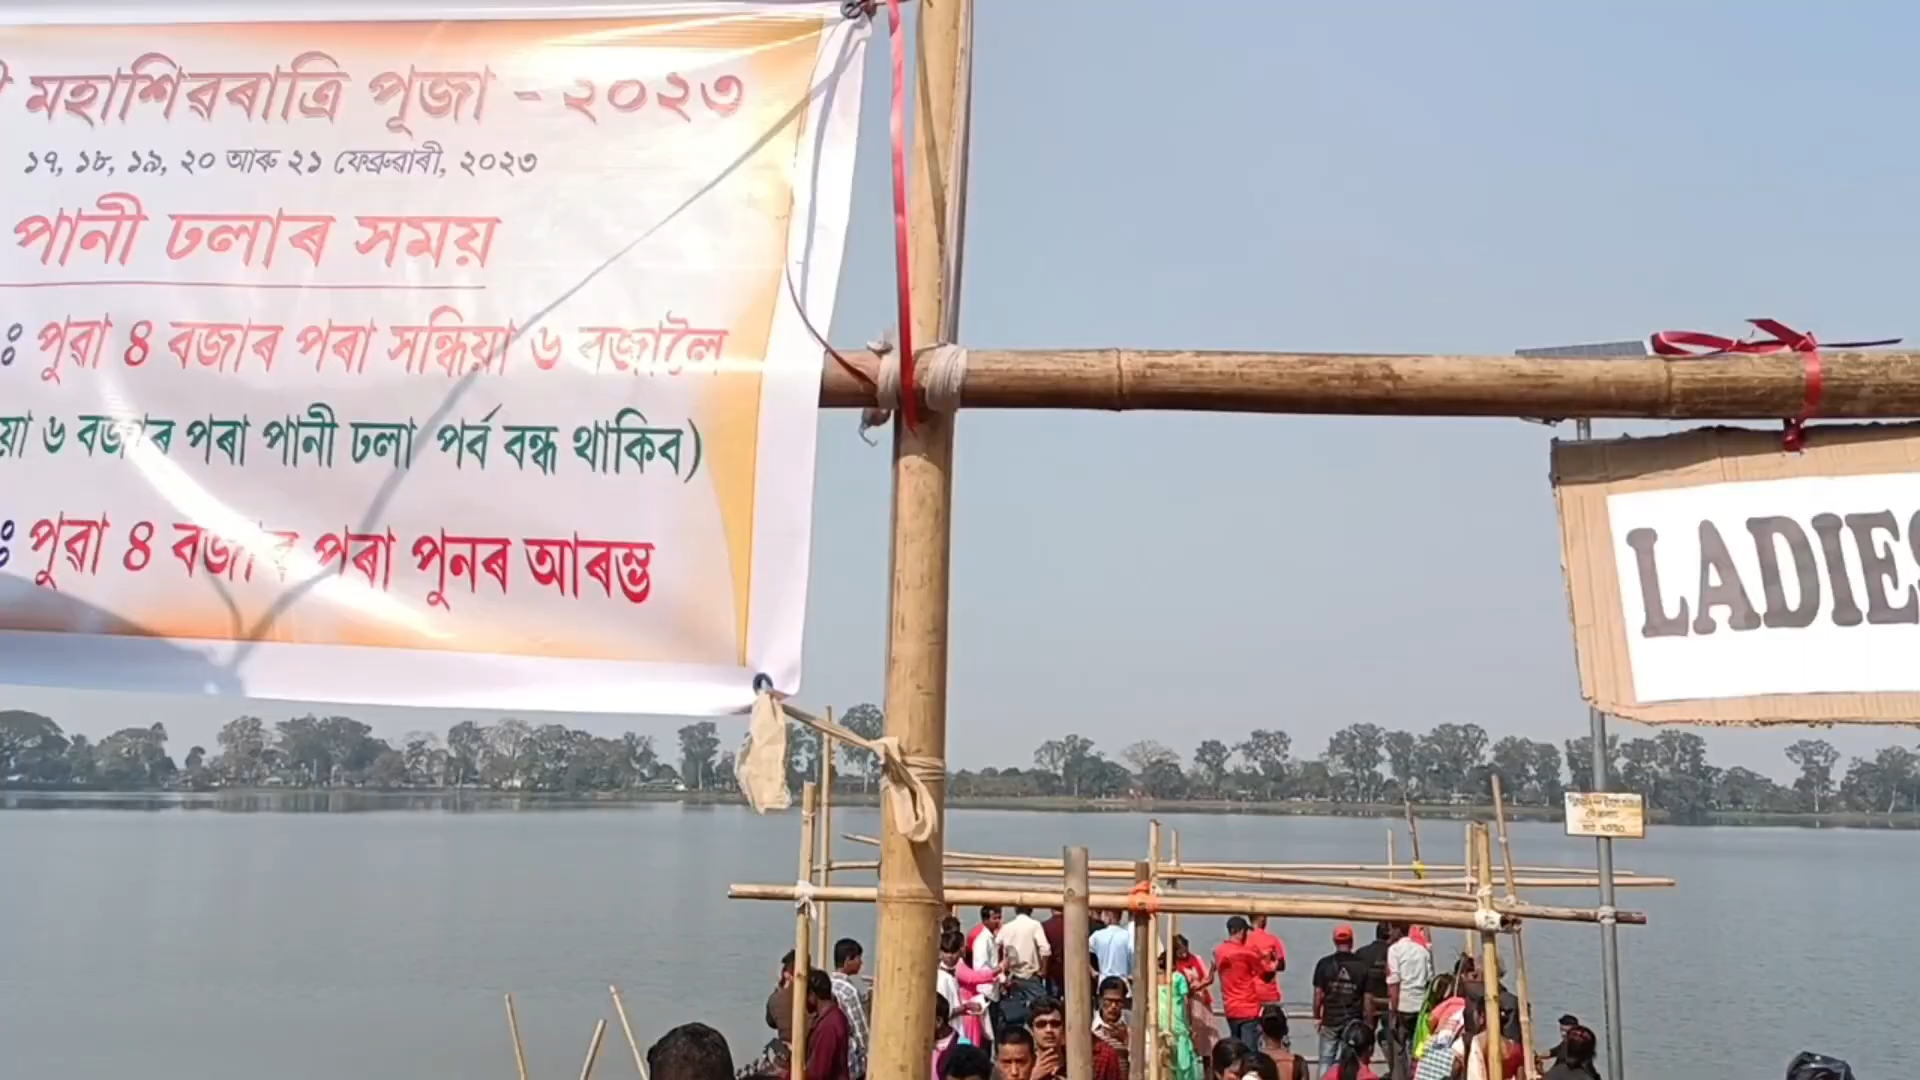 মহাশিৱৰাত্ৰি পূজা - ২০২৩
১৭, ১৮, ১৯, ২০ আৰু ২১ ফেব্ৰুৱাৰী, ২০২৩
পানী ঢলাৰ সময়
ঃ পুৱা ৪ বজাৰ পৰা সন্ধিয়া ৬ বজালৈ
য়া ৬ বজাৰ পৰা পানী ঢলা পৰ্ব বন্ধ থাকিব)
ঃ পুৱা ৪ বজাৰ পৰা পুনৰ আৰম্ভ
LADIES